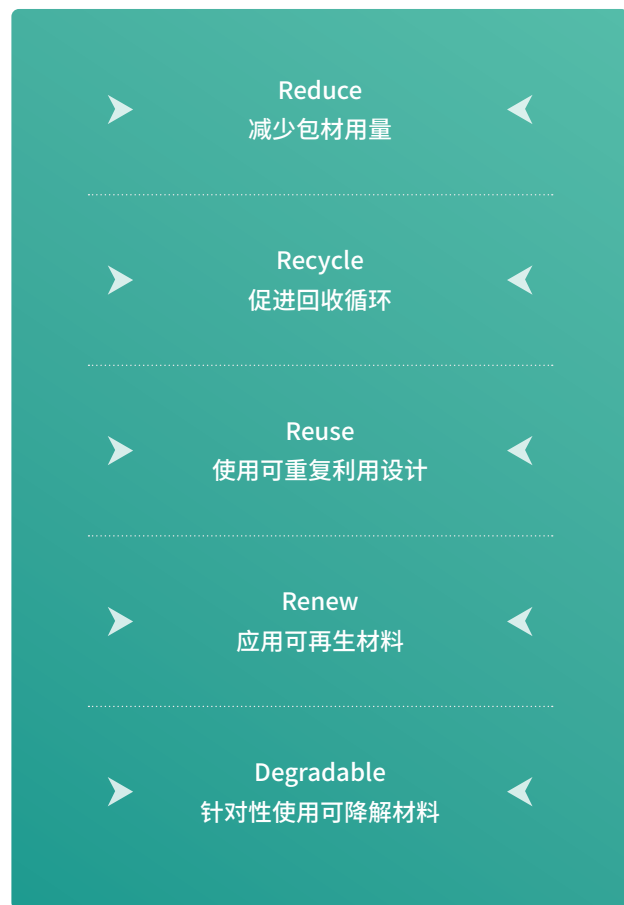 Reduce
减少包材用量
Recycle
促进回收循环
Reuse
使用可重复利用设计
Renew
应用可再生材料
Degradable
针对性使用可降解材料